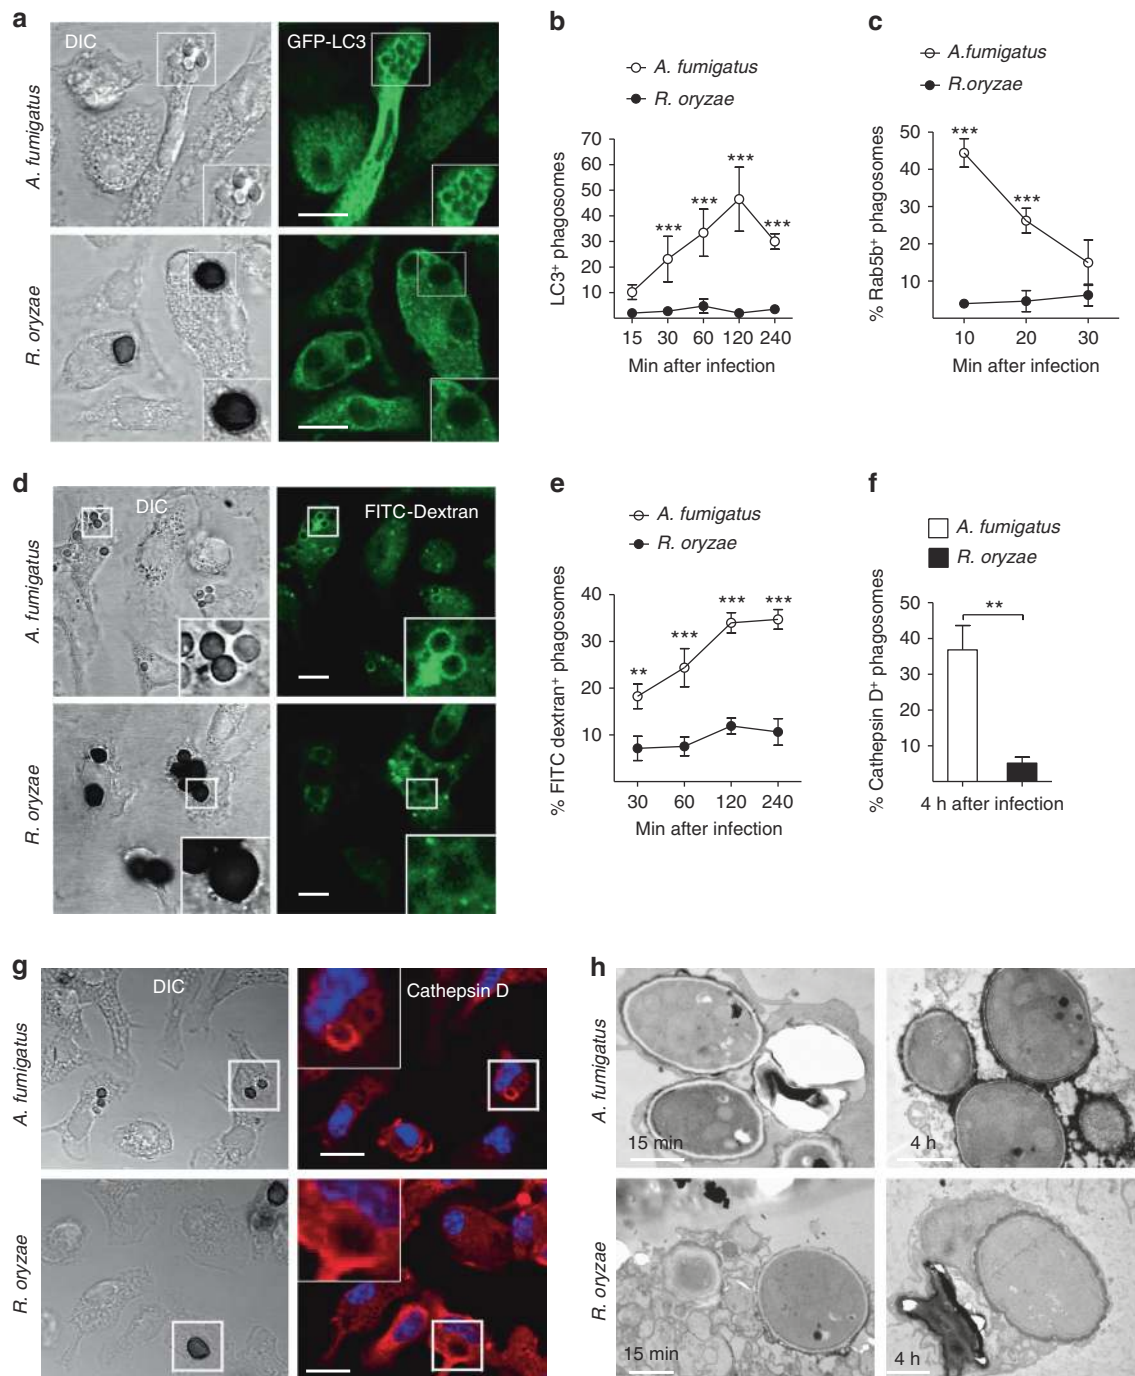 a
DIC
GFP-LC3
A. fumigatus
R. oryzae
b
A. fumigatus
R. oryzae
LC3⁺ phagosomes
70
60
50
40
30
20
10
***
***
***
***
15 30 60 120 240
Min after infection
c
A.fumigatus
R.oryzae
% Rab5b⁺ phagosomes
50
40
30
20
10
***
***
10 20 30
Min after infection
d
DIC
FITC-Dextran
A. fumigatus
R. oryzae
e
A. fumigatus
R. oryzae
% FITC dextran⁺ phagosomes
40
30
20
10
**
***
***
***
30 60 120 240
Min after infection
f
A. fumigatus
R. oryzae
% Cathepsin D⁺ phagosomes
50
40
30
20
10
**
4 h after infection
g
DIC
Cathepsin D
A. fumigatus
R. oryzae
h
A. fumigatus
15 min
4 h
R. oryzae
15 min
4 h